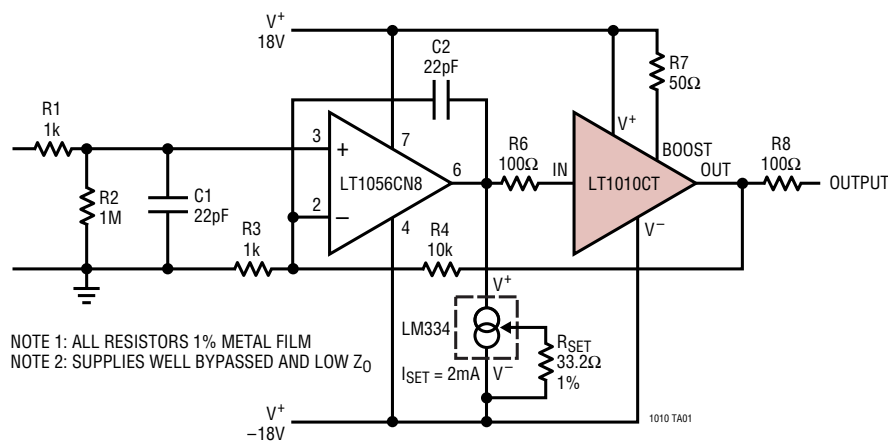 V+
18V
C2
22pF
R7
50Ω
R1
1k
3
+
7
V+
BOOST
R6
100Ω
R8
100Ω
LT1056CN8
6
IN
LT1010CT
OUT
OUTPUT
R2
1M
C1
22pF
2
–
4
V–
R3
1k
R4
10k
V+
LM334
RSET
33.2Ω
1%
ISET = 2mA
V–
NOTE 1: ALL RESISTORS 1% METAL FILM
NOTE 2: SUPPLIES WELL BYPASSED AND LOW ZO
V+
–18V
1010 TA01